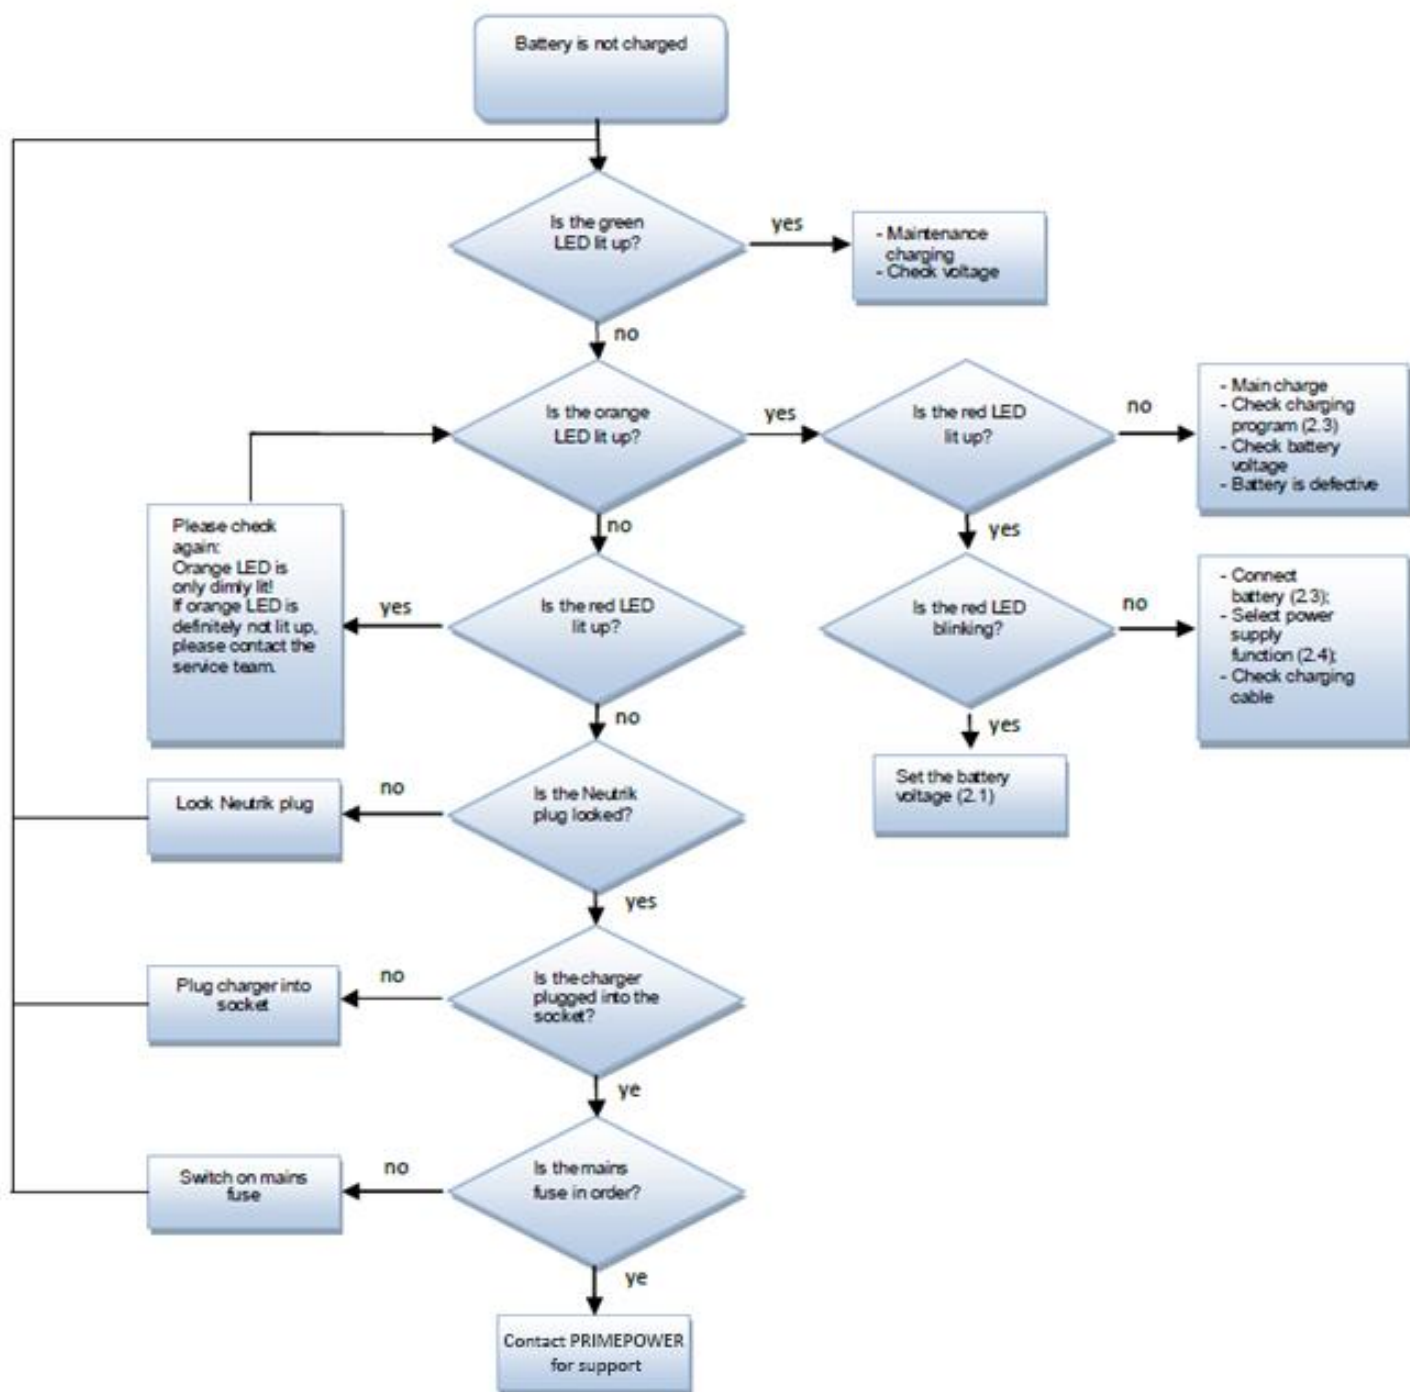 Battery is not charged
Is the green
LED lit up?
yes
- Maintenance
charging
- Check voltage
no
Is the orange
LED lit up?
yes
Is the red LED
lit up?
no
- Main charge
- Check charging
program (2.3)
- Check battery
voltage
- Battery is defective
no
yes
Please check
again:
Orange LED is
only dimly lit!
If orange LED is
definitely not lit up,
please contact the
service team.
yes
Is the red LED
lit up?
Is the red LED
blinking?
no
- Connect
battery (2.3);
- Select power
supply
function (2.4);
- Check charging
cable
no
yes
Set the battery
voltage (2.1)
Lock Neutrik plug
no
Is the Neutrik
plug locked?
yes
Plug charger into
socket
no
Is the charger
plugged into the
socket?
ye
Switch on mains
fuse
no
Is the mains
fuse in order?
ye
Contact PRIMEPOWER
for support